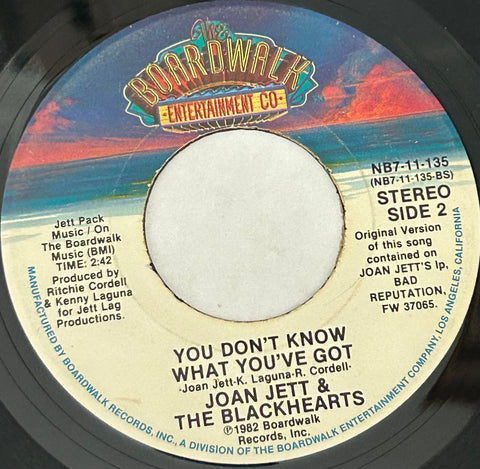 The
BOARDWALK
ENTERTAINMENT CO
NB7-11-135
(NB7-11-135-BS)
STEREO
SIDE 2
Original Version
of this song
contained on
JOAN JETT's lp,
BAD
REPUTATION,
FW 37065.
Jett Pack
Music / On
The Boardwalk
Music (BMI)
TIME: 2:42
Produced by
Ritchie Cordell
& Kenny Laguna
for Jett Lag
Productions.
YOU DON'T KNOW
WHAT YOU'VE GOT
-Joan Jett-K. Laguna-R. Cordell-
JOAN JETT &
THE BLACKHEARTS
℗1982 Boardwalk
Records, Inc.
MANUFACTURED BY BOARDWALK RECORDS, INC., A DIVISION OF THE BOARDWALK ENTERTAINMENT COMPANY, LOS ANGELES, CALIFORNIA